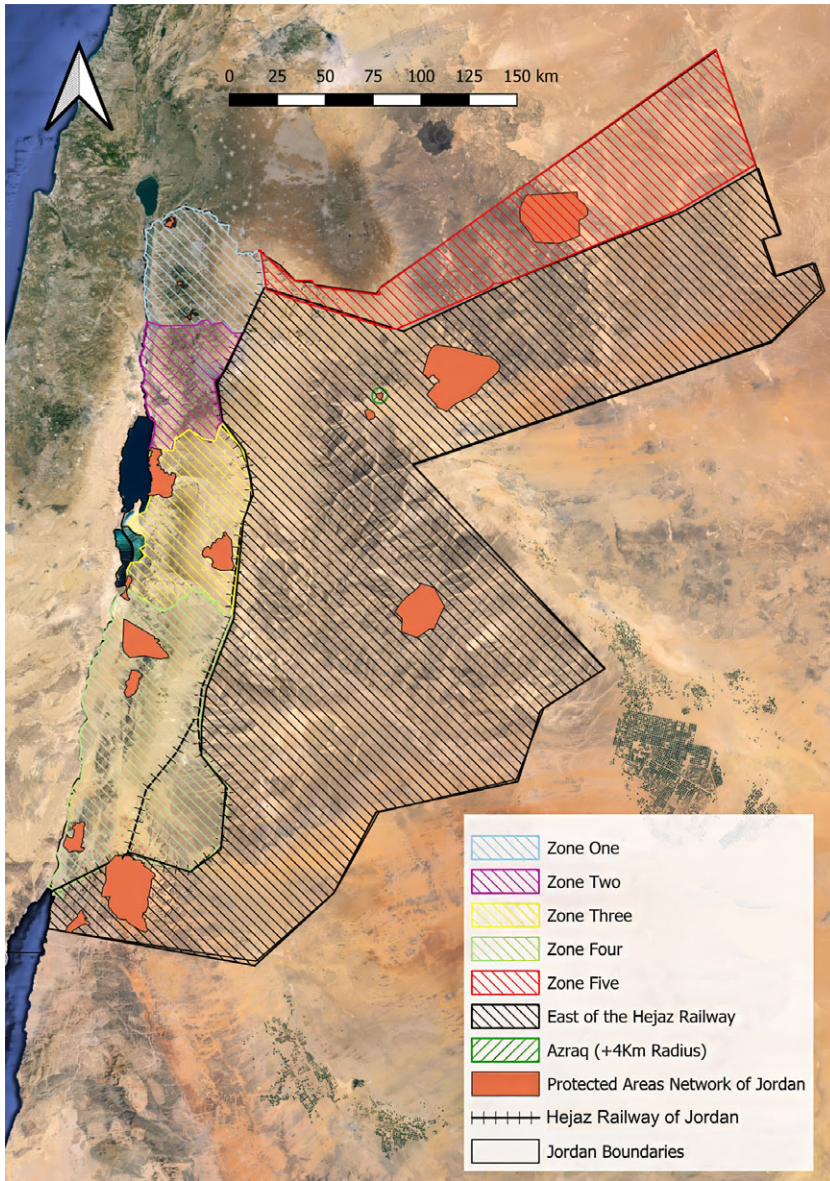 0 25 50 75 100 125 150 km
Zone One
Zone Two
Zone Three
Zone Four
Zone Five
East of the Hejaz Railway
Azraq (+4Km Radius)
Protected Areas Network of Jordan
Hejaz Railway of Jordan
Jordan Boundaries